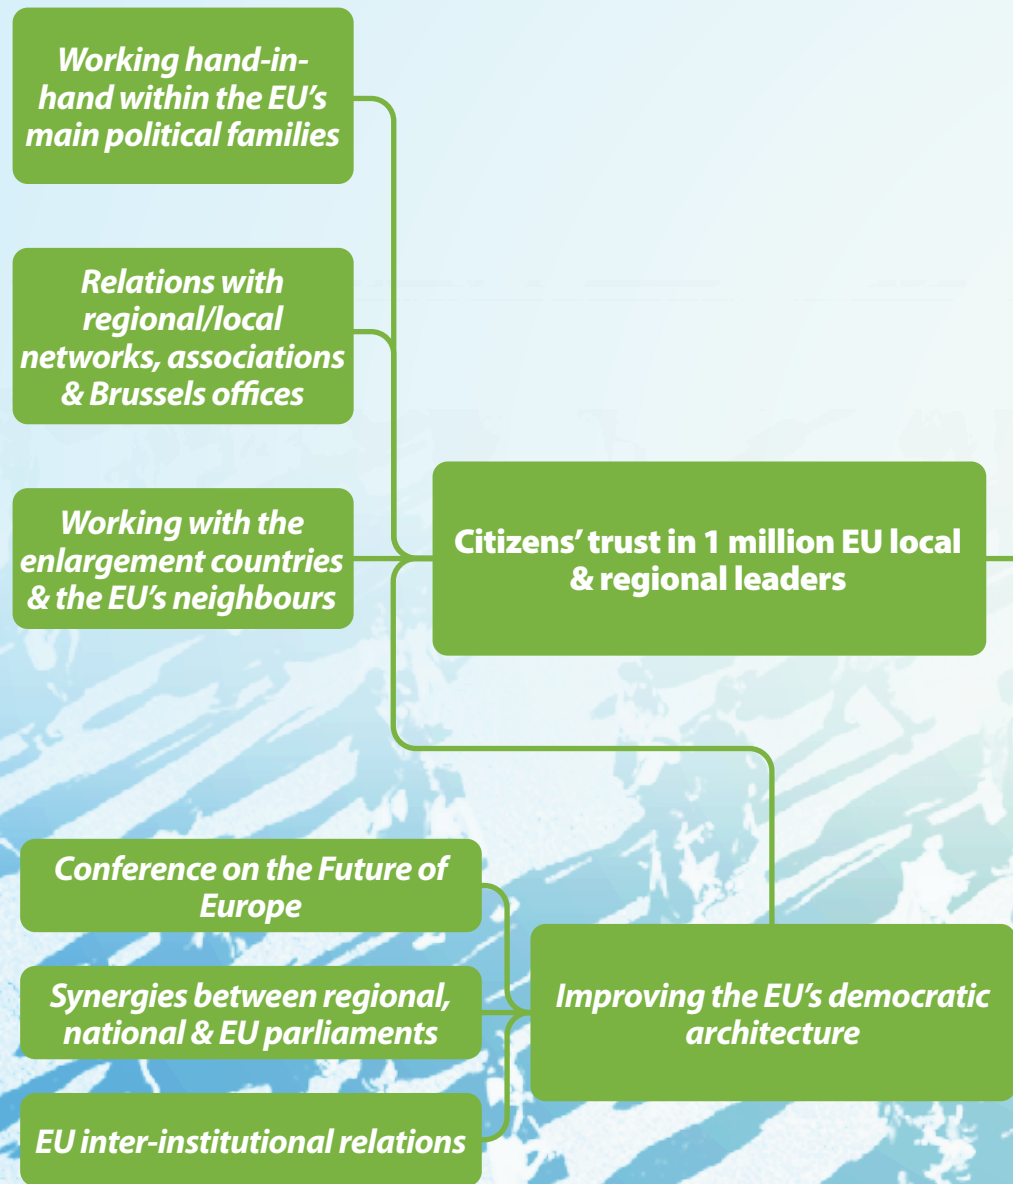 Working hand-in-
hand within the EU’s
main political families
Relations with
regional/local
networks, associations
& Brussels offices
Working with the
enlargement countries
& the EU’s neighbours
Citizens’ trust in 1 million EU local
& regional leaders
Conference on the Future of
Europe
Synergies between regional,
national & EU parliaments
EU inter-institutional relations
Improving the EU’s democratic
architecture